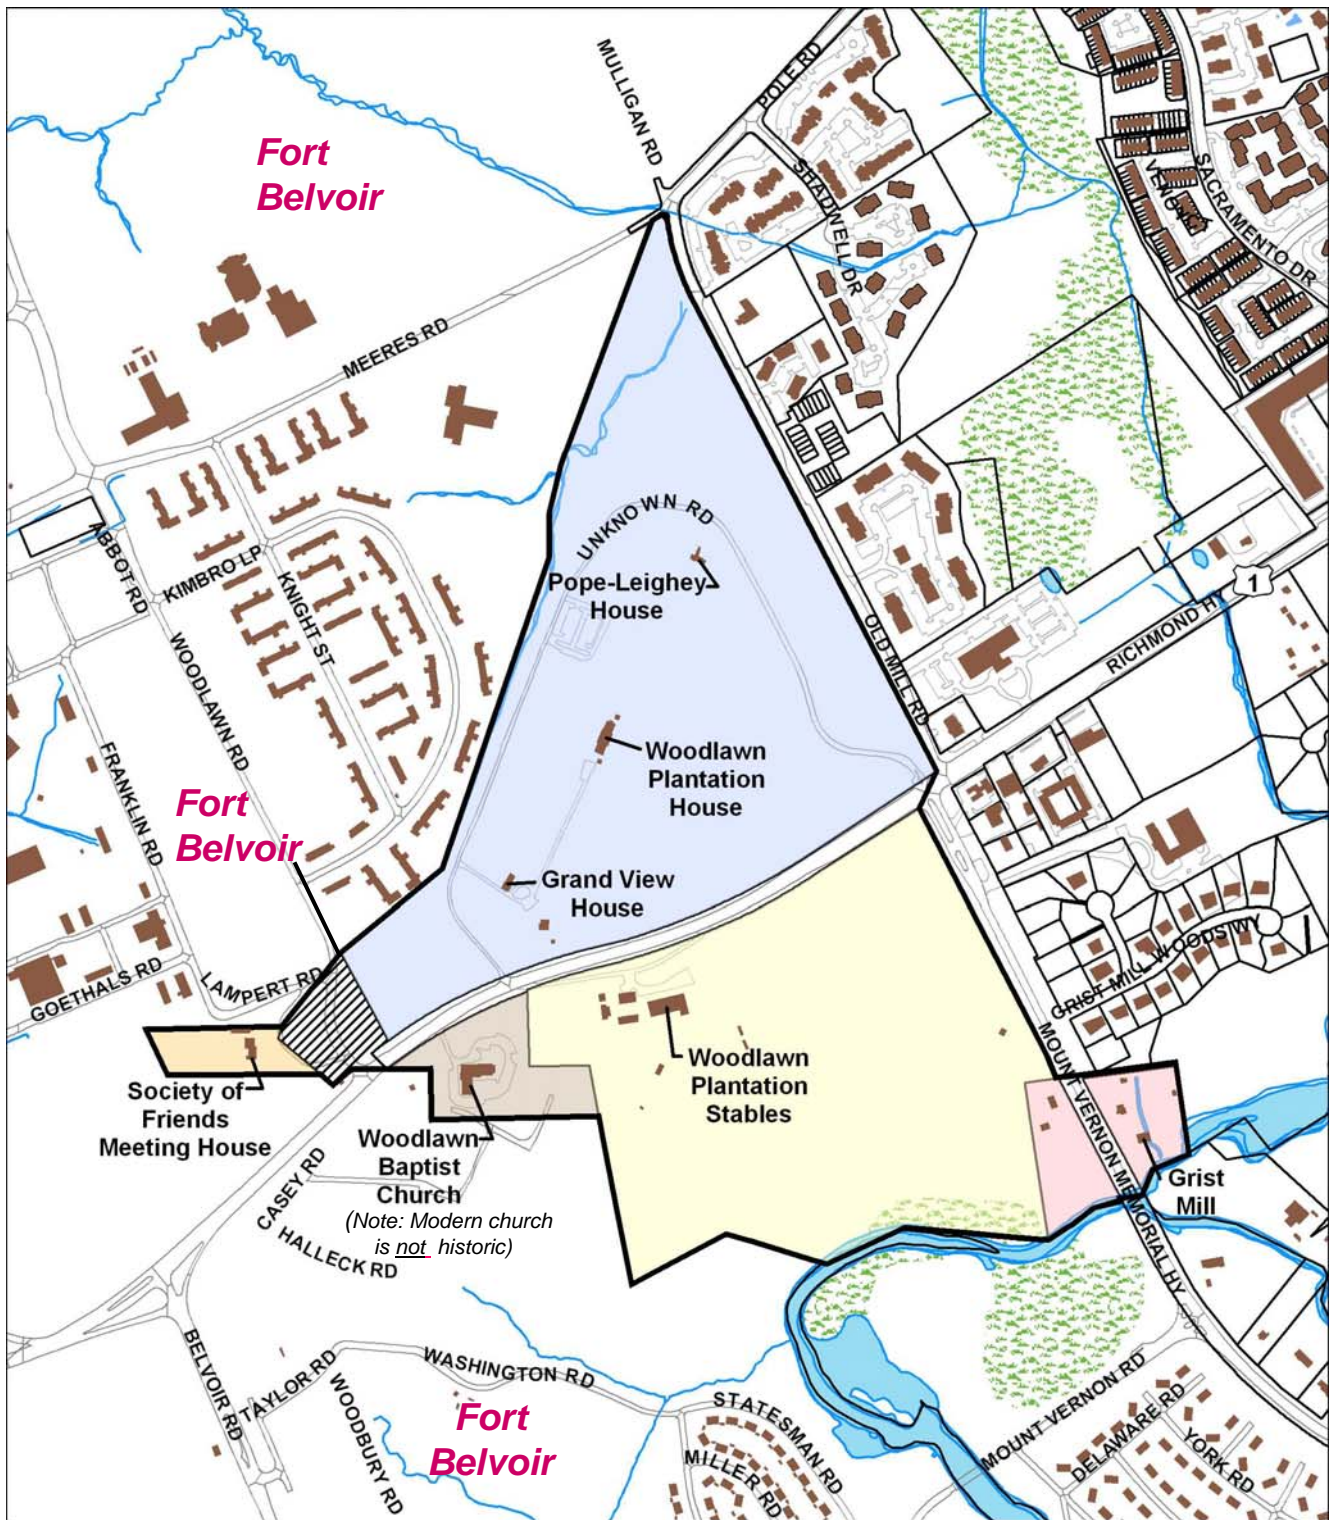 MULLIGAN RD
POLE RD
Fort
Belvoir
SHADWELL DR
SACRAMENTO DR
MEERES RD
UNKNOWN RD
ABBOT RD
KIMBRO LP
KNIGHT ST
Pope-Leighey
House
OLD MILL RD
1
RICHMOND HY
WOODLAWN RD
FRANKLIN RD
Woodlawn
Plantation
House
Fort
Belvoir
Grand View
House
GOETHALS RD
LAMPERT RD
GRIST MILL WOODS WY
Society of
Friends
Meeting House
Woodlawn
Plantation
Stables
Woodlawn
Baptist
Church
(Note: Modern church
is not historic)
MOUNT VERNON MEMORIAL HY
Grist
Mill
CASEY RD
HALLECK RD
BELVOIR RD
TAYLOR RD
WOODBURY RD
WASHINGTON RD
Fort
Belvoir
STATESMAN RD
MILLER RD
MOUNT VERNON RD
DELAWARE RD
YORK RD